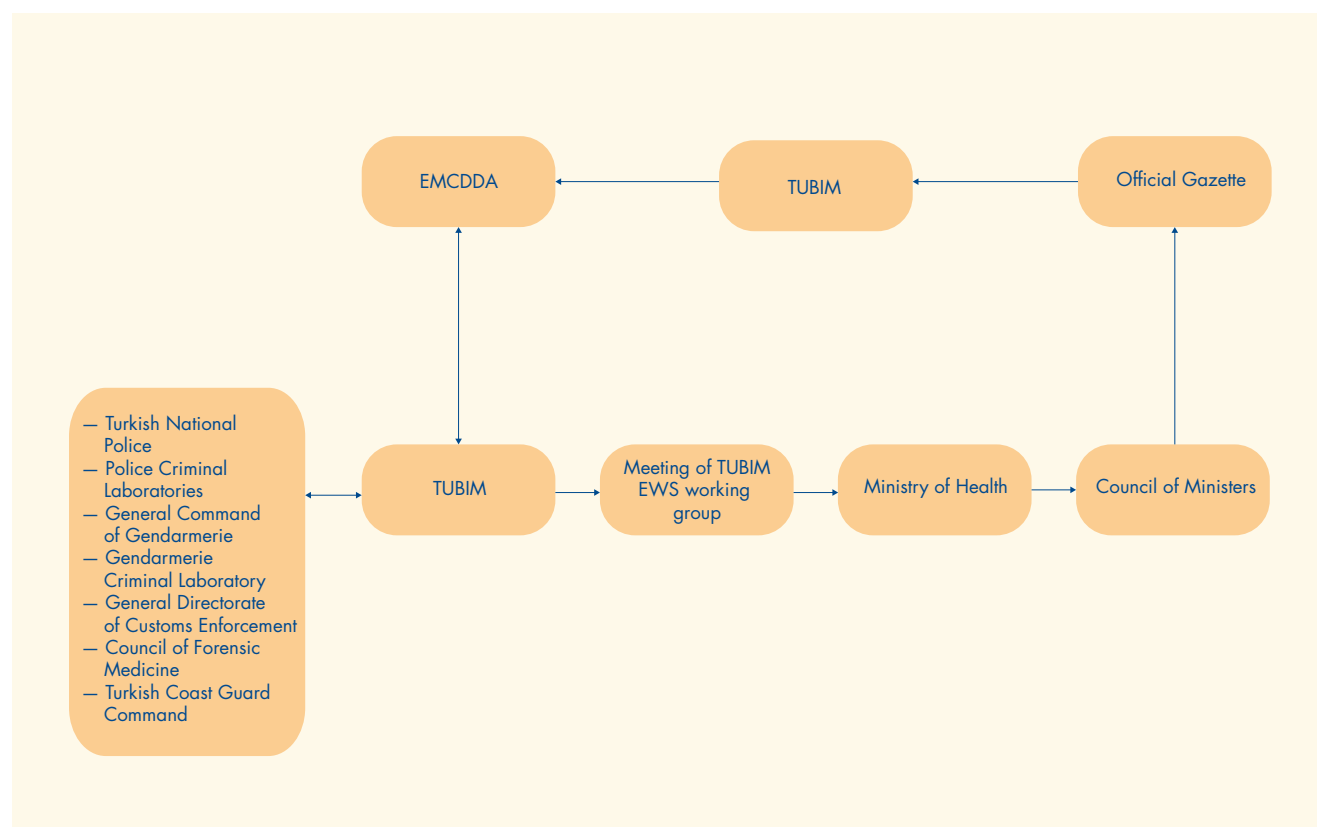 EMCDDA
TUBIM
Official Gazette
— Turkish National
Police
— Police Criminal
Laboratories
— General Command
of Gendarmerie
— Gendarmerie
Criminal Laboratory
— General Directorate
of Customs Enforcement
— Council of Forensic
Medicine
— Turkish Coast Guard
Command
TUBIM
Meeting of TUBIM
EWS working
group
Ministry of Health
Council of Ministers